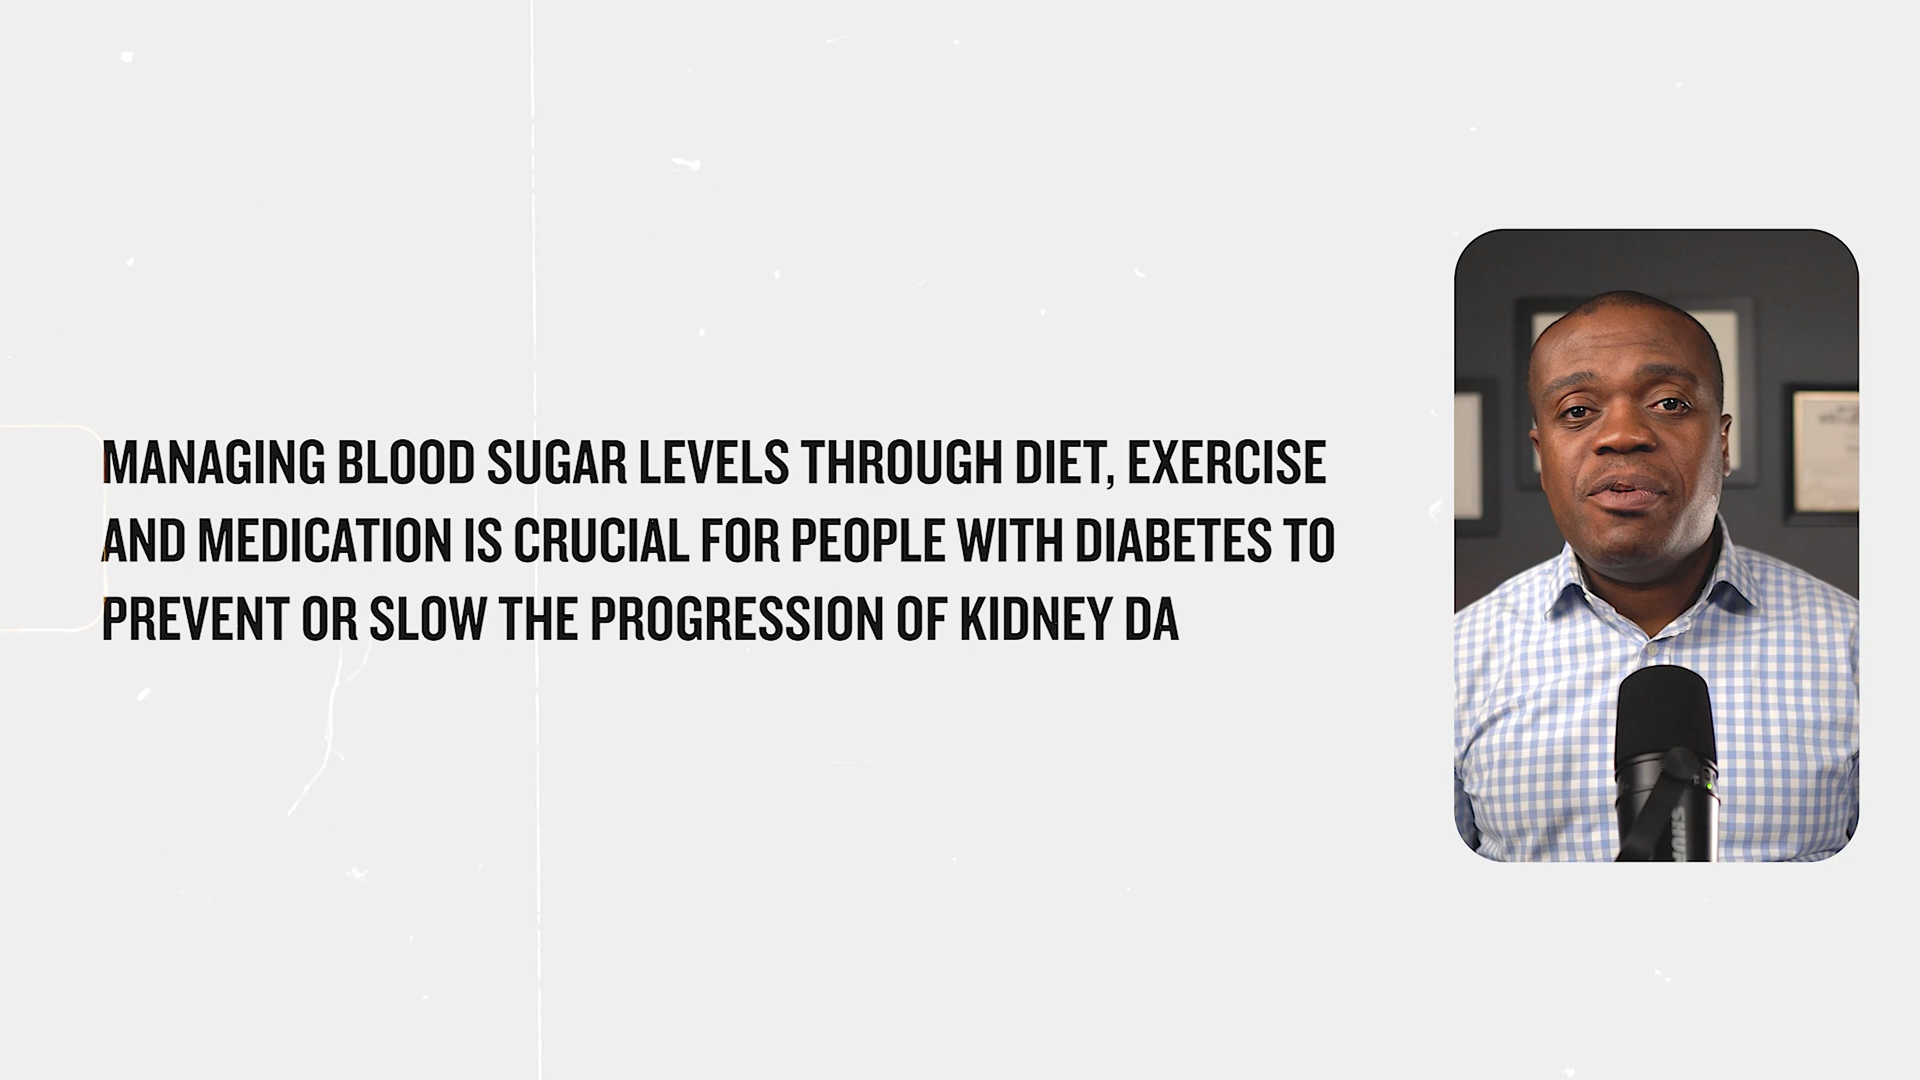 MANAGING BLOOD SUGAR LEVELS THROUGH DIET, EXERCISE
AND MEDICATION IS CRUCIAL FOR PEOPLE WITH DIABETES TO
PREVENT OR SLOW THE PROGRESSION OF KIDNEY DA
SHURE